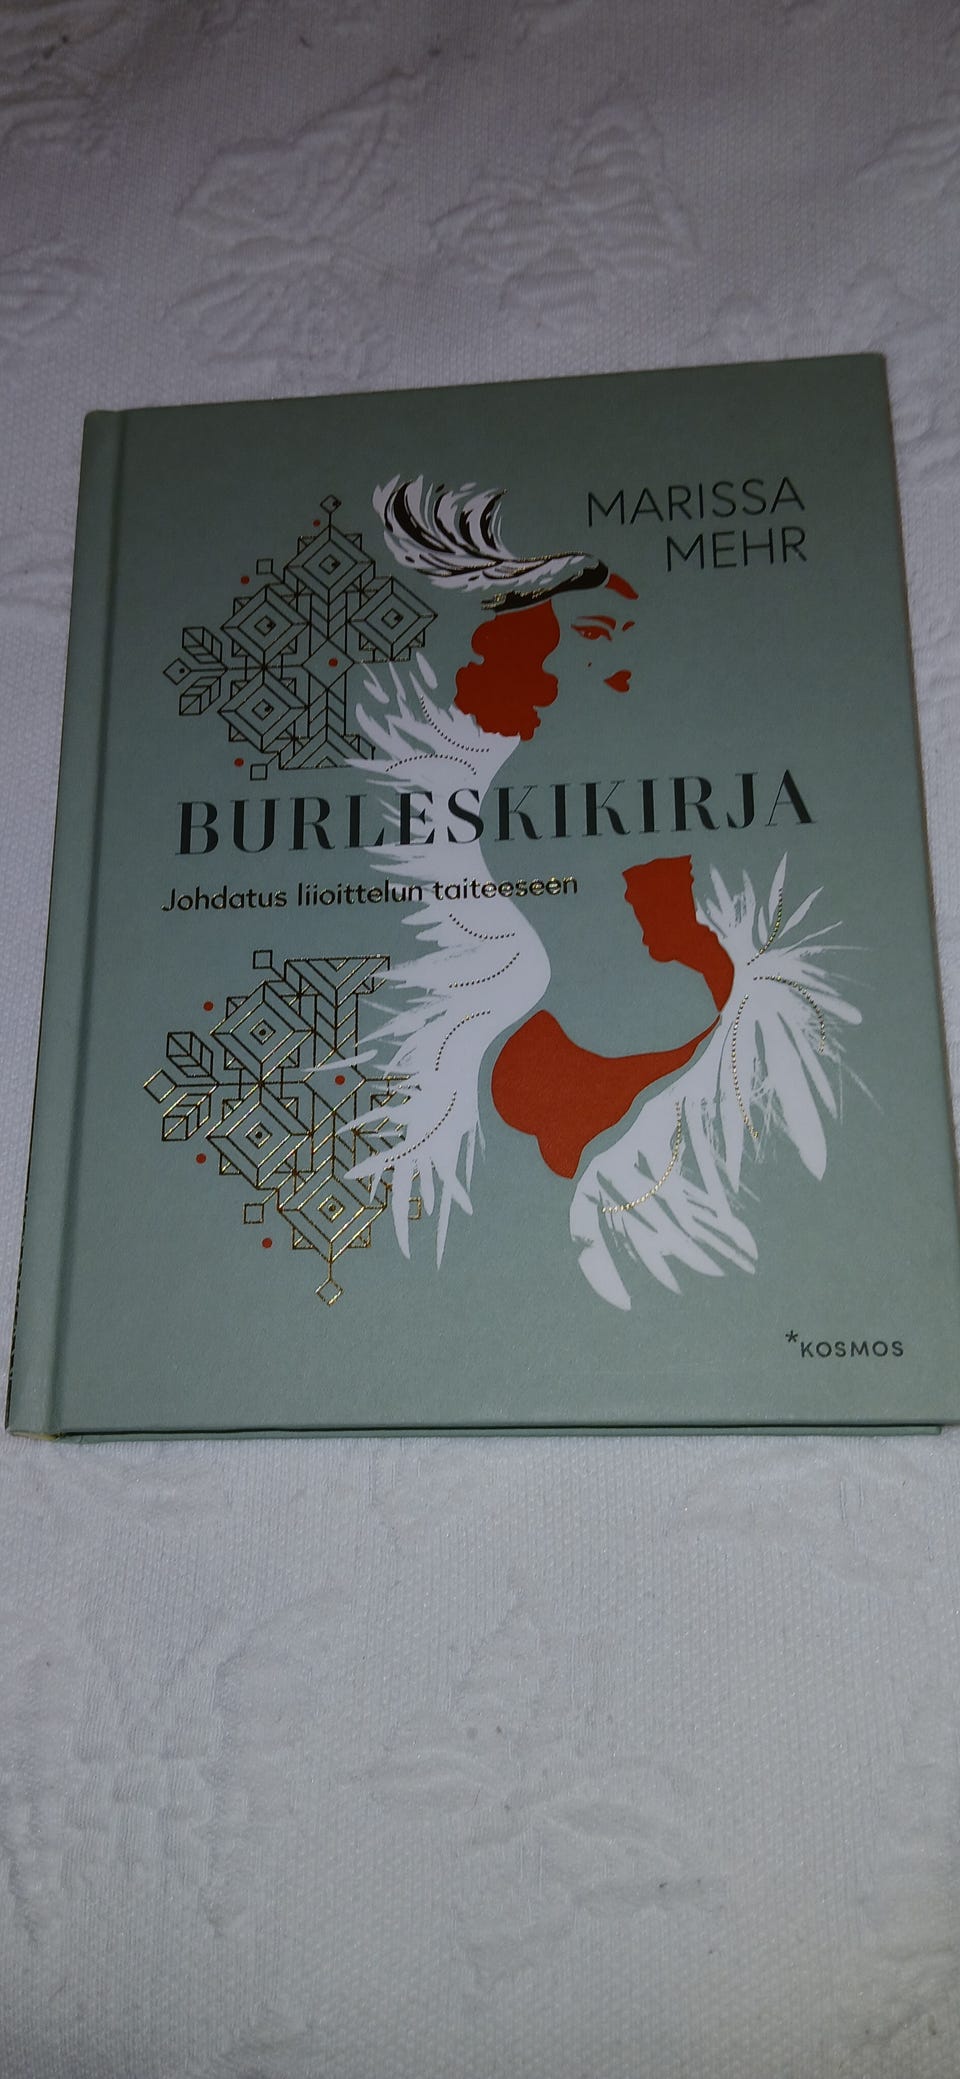 MARISSA
MEHR
BURLESKIKIRJA
Johdatus liioittelun taiteeseen
*KOSMOS